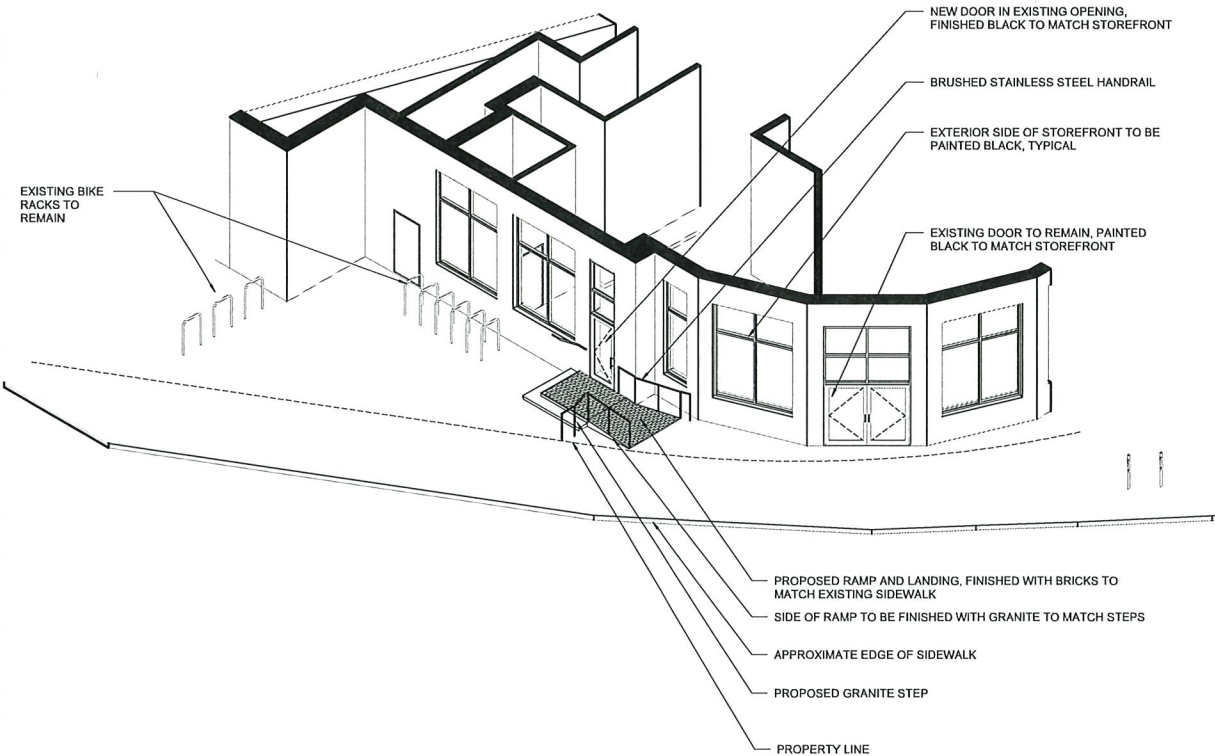 NEW DOOR IN EXISTING OPENING,
FINISHED BLACK TO MATCH STOREFRONT
BRUSHED STAINLESS STEEL HANDRAIL
EXTERIOR SIDE OF STOREFRONT TO BE
PAINTED BLACK, TYPICAL
EXISTING BIKE
RACKS TO
REMAIN
EXISTING DOOR TO REMAIN, PAINTED
BLACK TO MATCH STOREFRONT
PROPOSED RAMP AND LANDING, FINISHED WITH BRICKS TO
MATCH EXISTING SIDEWALK
SIDE OF RAMP TO BE FINISHED WITH GRANITE TO MATCH STEPS
APPROXIMATE EDGE OF SIDEWALK
PROPOSED GRANITE STEP
PROPERTY LINE